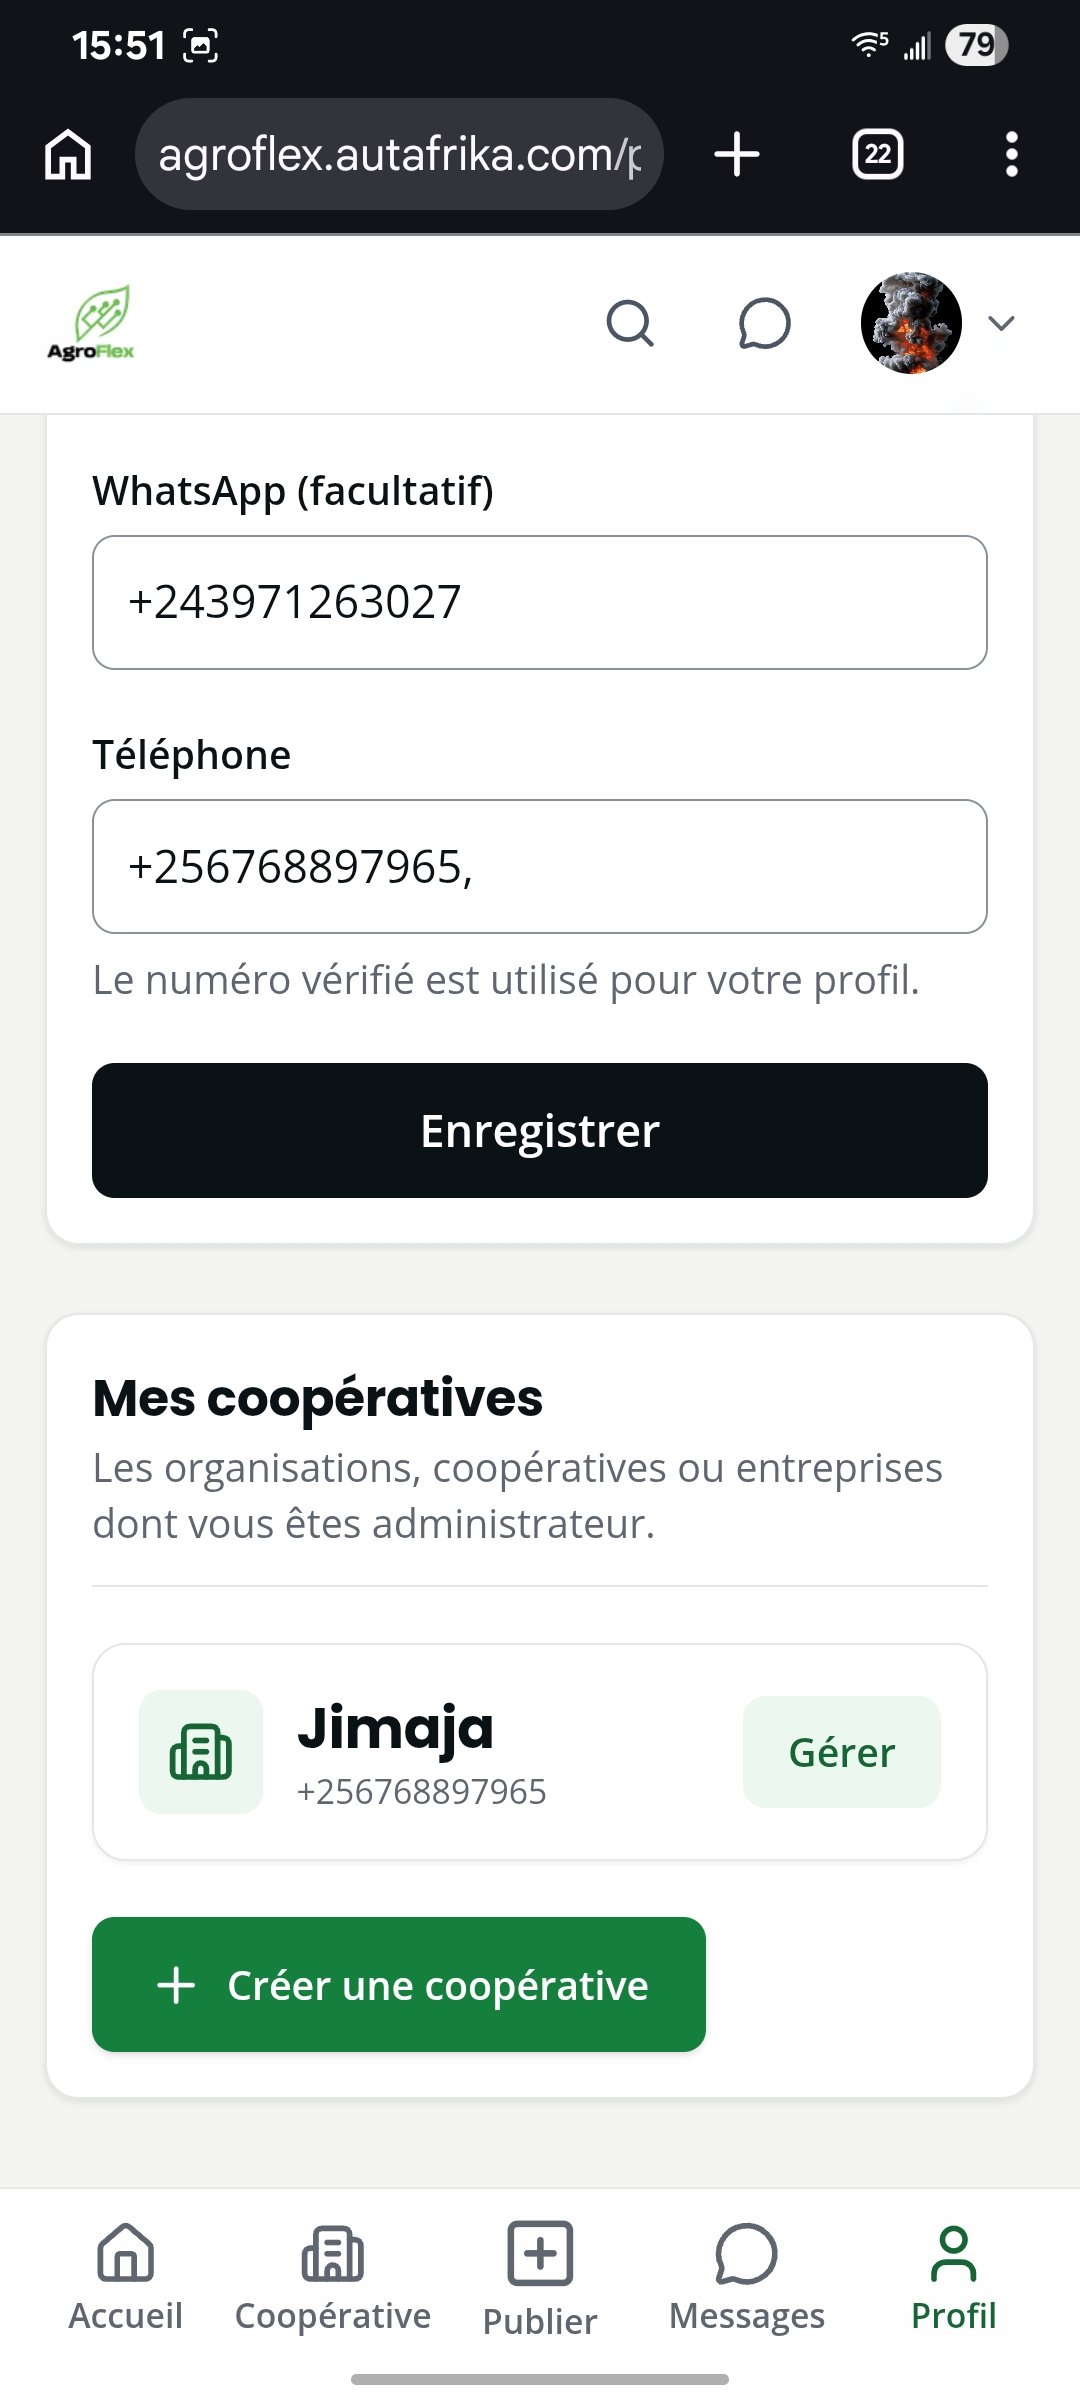 15:51
5
79
agroflex.autafrika.com/p
22
AgroFlex
WhatsApp (facultatif)
+243971263027
Téléphone
+256768897965,
Le numéro vérifié est utilisé pour votre profil.
Enregistrer
Mes coopératives
Les organisations, coopératives ou entreprises
dont vous êtes administrateur.
Jimaja
+256768897965
Gérer
Créer une coopérative
Accueil
Coopérative
Publier
Messages
Profil